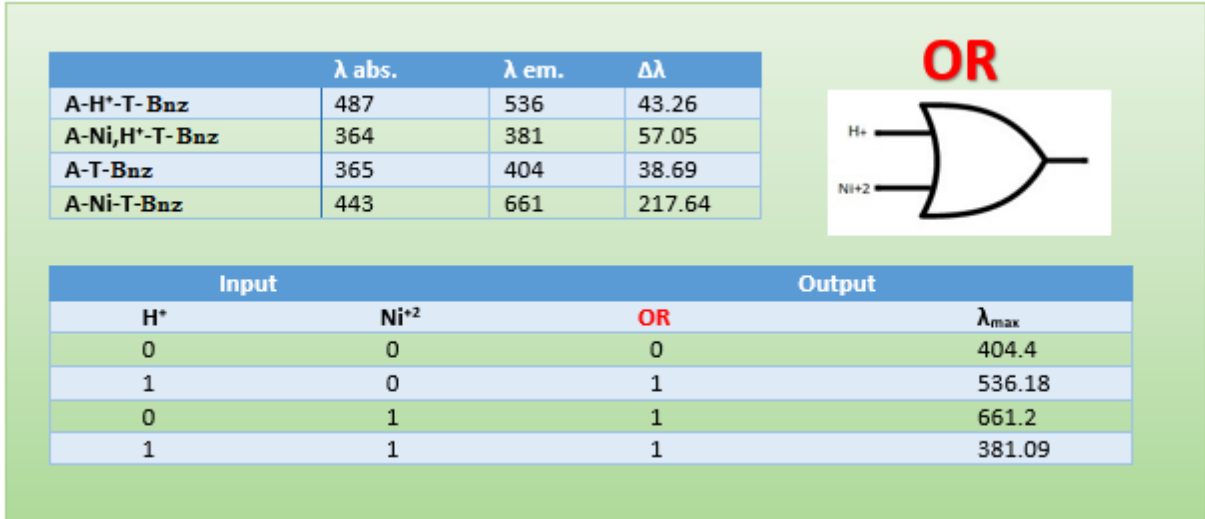 λ abs. λ em. Δλ
A-H⁺-T- Bnz 487 536 43.26
A-Ni,H⁺-T- Bnz 364 381 57.05
A-T-Bnz 365 404 38.69
A-Ni-T-Bnz 443 661 217.64
OR
H+
Ni+2
Input Output
H⁺ Ni⁺² OR λmax
0 0 0 404.4
1 0 1 536.18
0 1 1 661.2
1 1 1 381.09